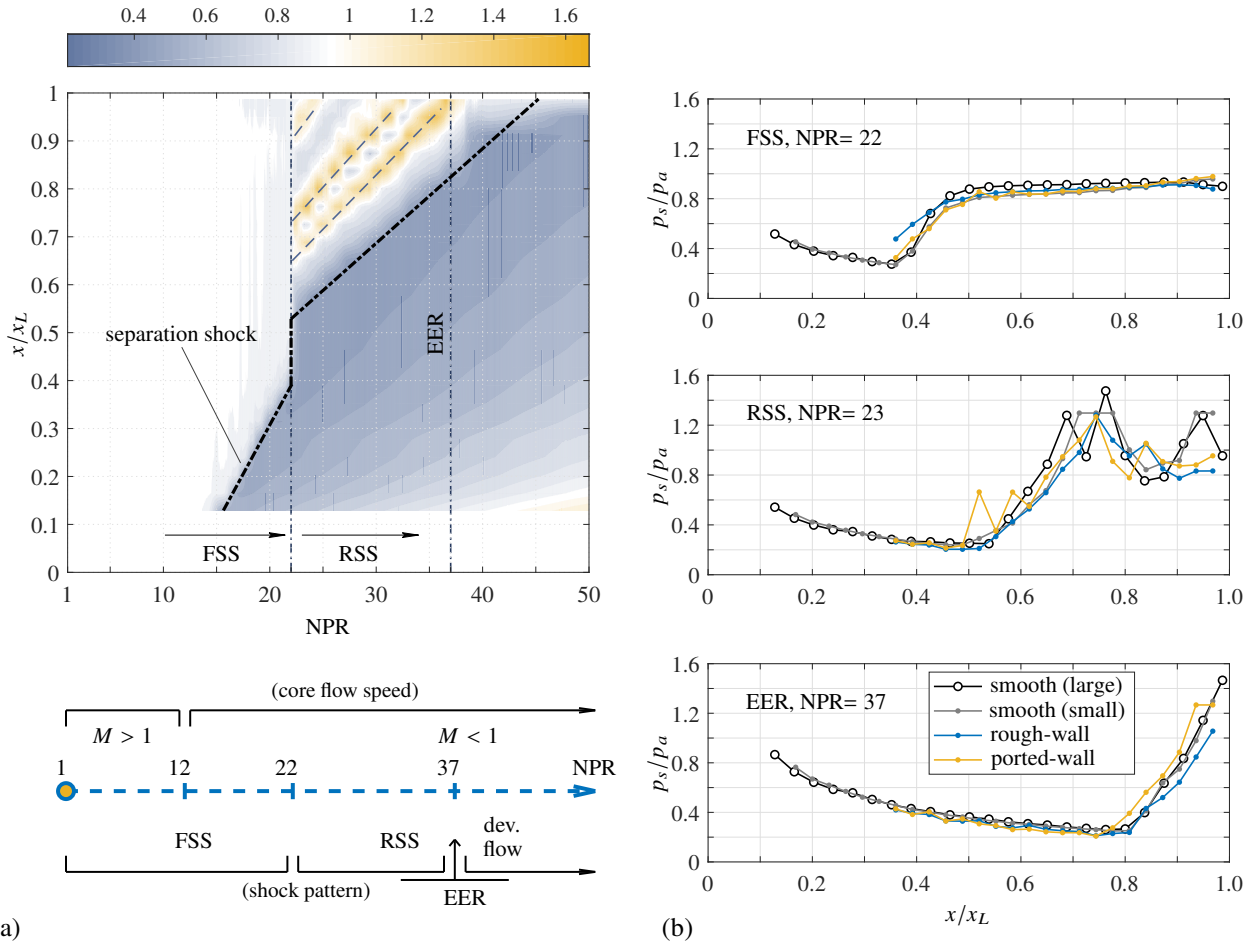 0.4 0.6 0.8 1 1.2 1.4 1.6
1
0.9
0.8
0.7
0.6
0.5
0.4
0.3
0.2
0.1
0
x/x_L
separation shock
EER
FSS RSS
1 10 20 30 40 50
NPR
(core flow speed)
M > 1 M < 1
1 12 22 37 NPR
FSS RSS dev.
flow
(shock pattern) EER
a)
1.6
1.2
0.8
0.4
0
p_s/p_a
FSS, NPR= 22
0 0.2 0.4 0.6 0.8 1.0
1.6
1.2
0.8
0.4
0
p_s/p_a
RSS, NPR= 23
0 0.2 0.4 0.6 0.8 1.0
1.6
1.2
0.8
0.4
0
p_s/p_a
EER, NPR= 37
smooth (large)
smooth (small)
rough-wall
ported-wall
0 0.2 0.4 0.6 0.8 1.0
x/x_L
(b)